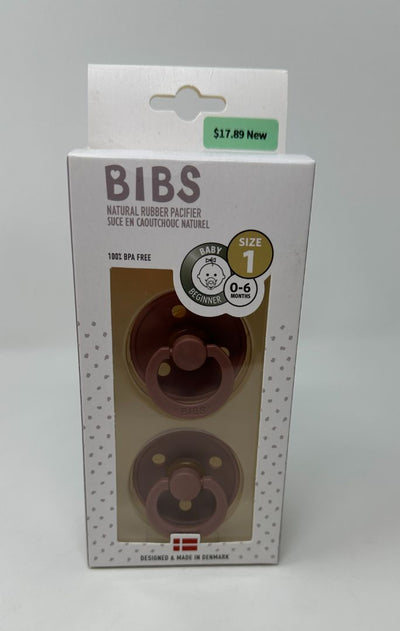 $17.89 New
BIBS
NATURAL RUBBER PACIFIER
SUCE EN CAOUTCHOUC NATUREL
100% BPA FREE
BABY
BEGINNER
SIZE
1
0-6
MONTHS
BIBS
DESIGNED & MADE IN DENMARK